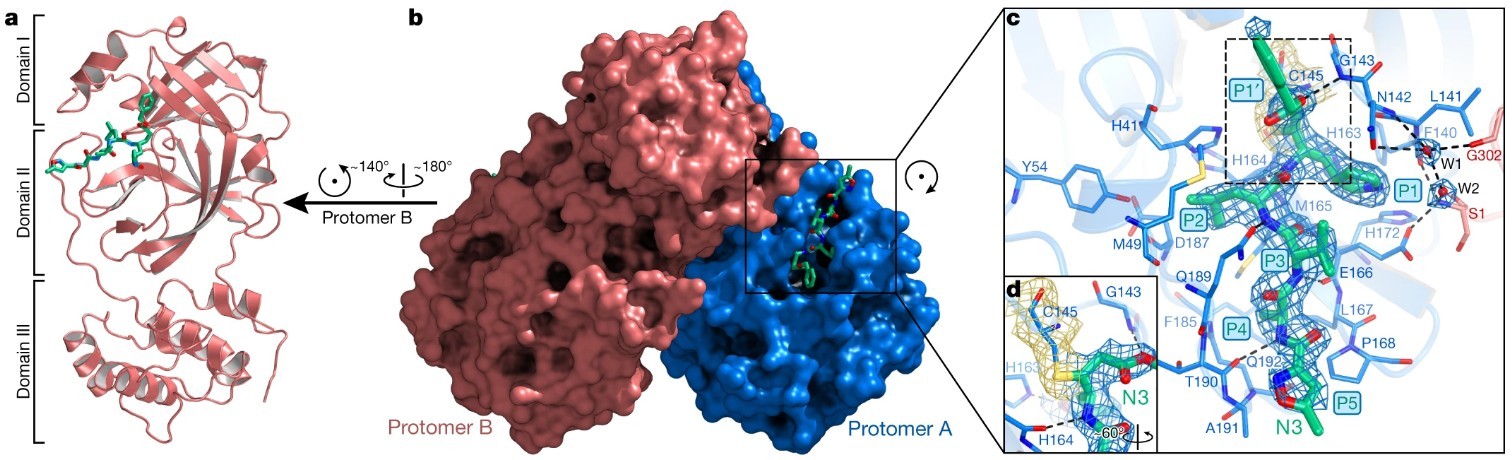 a
Domain I
Domain II
Domain III
~140°
~180°
Protomer B
b
Protomer B
Protomer A
c
G143
C145
P1′
N142
L141
H41
H163
F140
G302
W1
H164
Y54
P1
W2
M165
S1
P2
M49
D187
H172
P3
Q189
E166
d
G143
C145
L167
F185
P4
P168
H163
Q192
T190
N3
P5
A191
N3
H164
60°